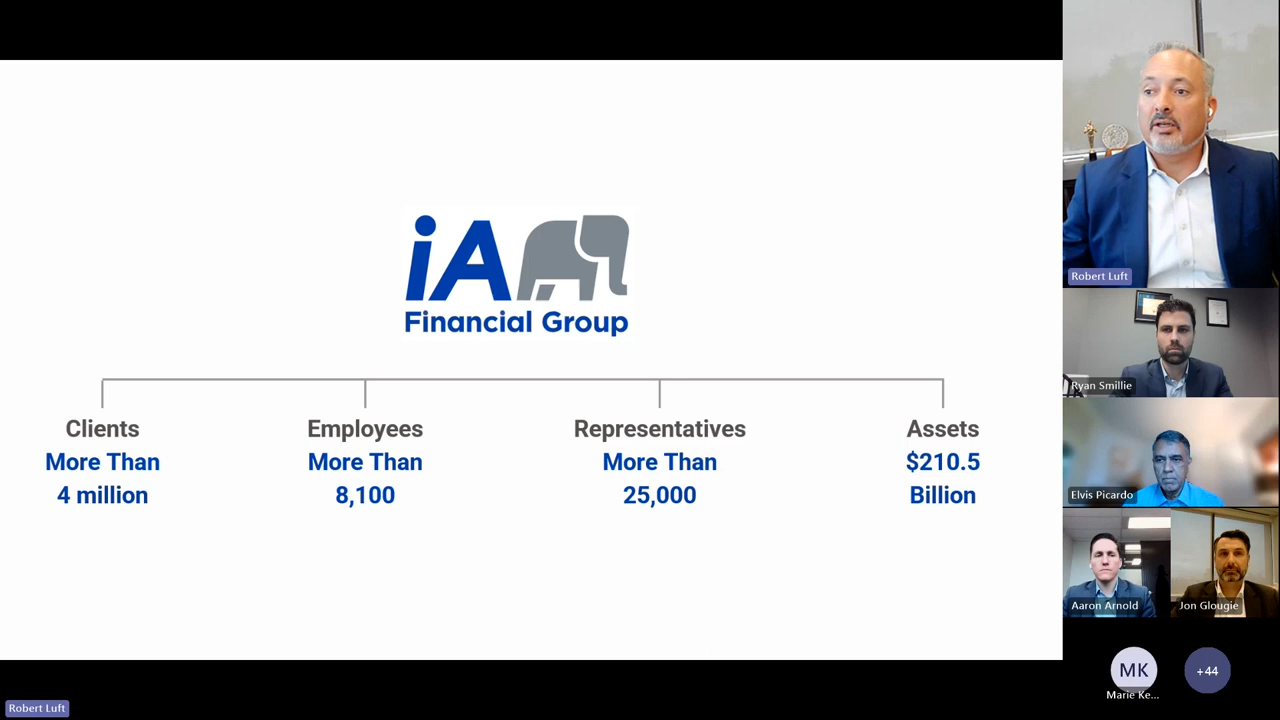 iA
Financial Group
Clients
More Than
4 million
Employees
More Than
8,100
Representatives
More Than
25,000
Assets
$210.5
Billion
Robert Luft
Ryan Smillie
Elvis Picardo
Aaron Arnold
Jon Glougie
MK
Marie Ke...
+44
Robert Luft